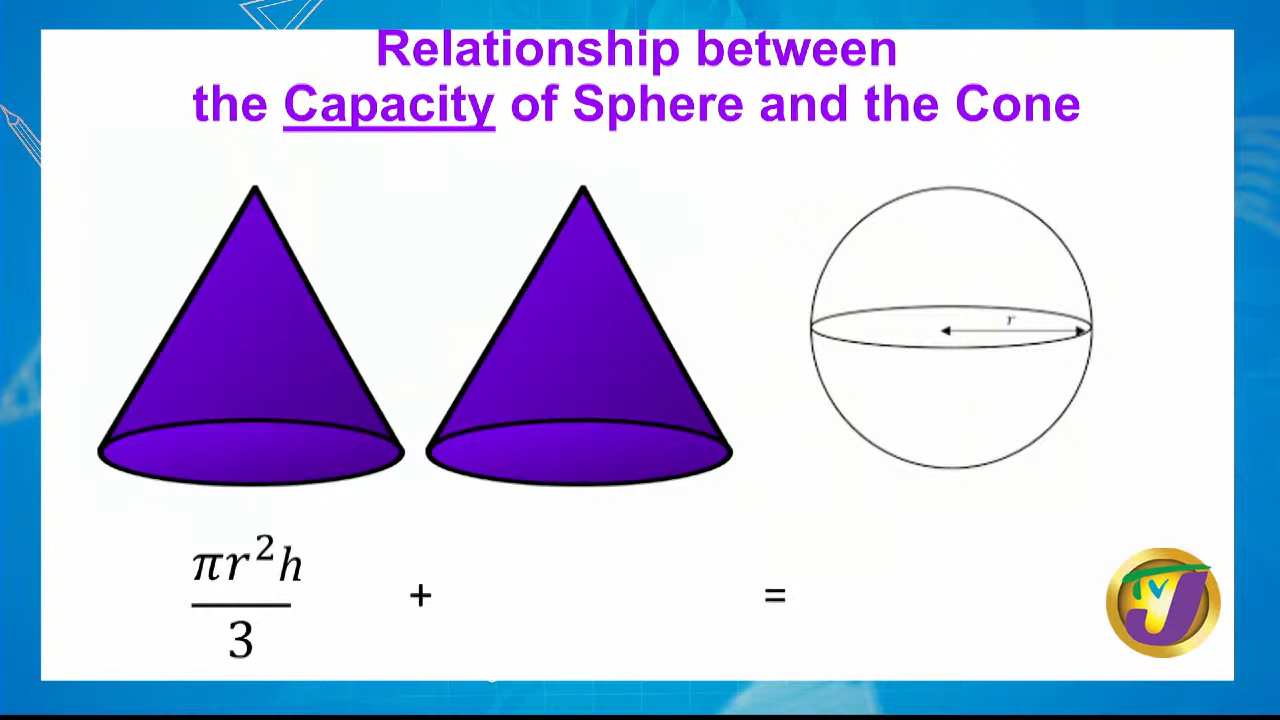 Relationship between
the Capacity of Sphere and the Cone
r
πr²h
3
+
=
TVJ